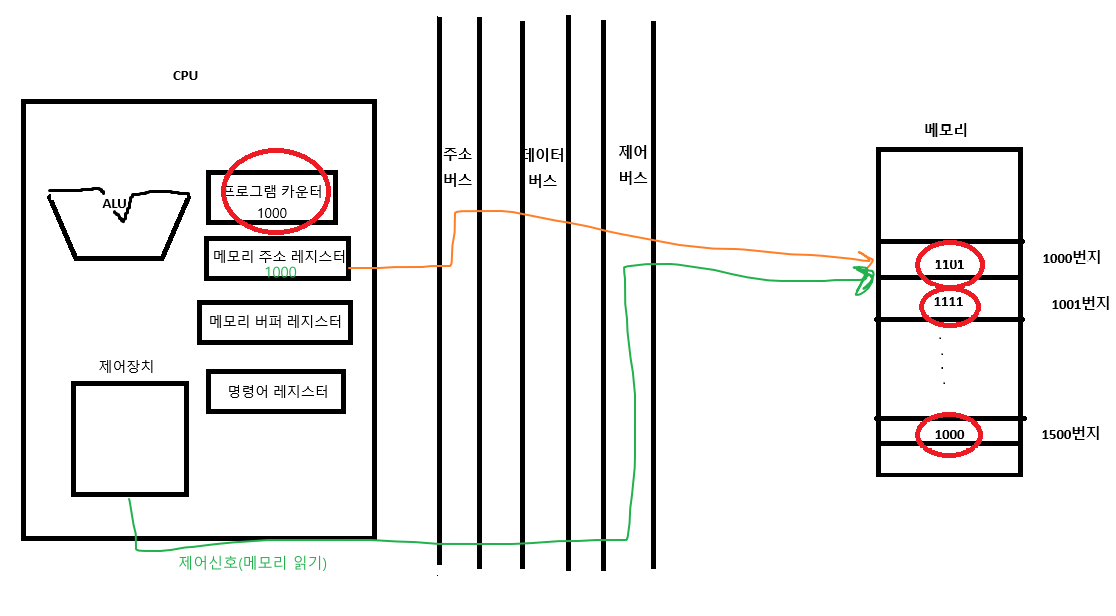 CPU
ALU
프로그램 카운터
1000
메모리 주소 레지스터
1000
메모리 버퍼 레지스터
명령어 레지스터
제어장치
제어신호(메모리 읽기)
주소
버스
데이터
버스
제어
버스
메모리
1101
1000번지
1111
1001번지
1000
1500번지